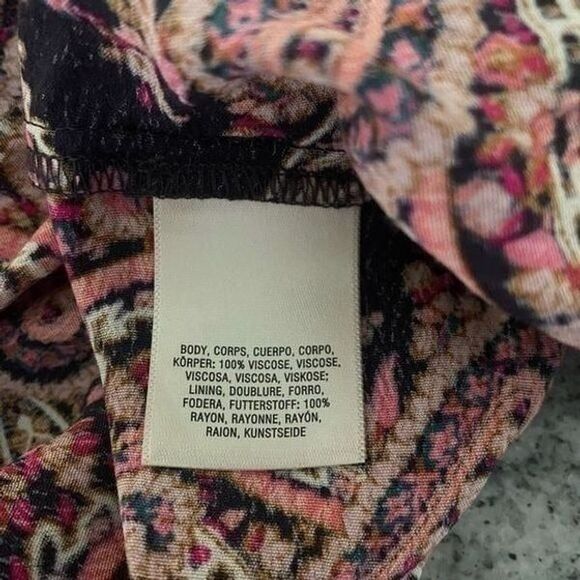 BODY, CORPS, CUERPO, CORPO,
KÖRPER: 100% VISCOSE, VISCOSE,
VISCOSA, VISCOSA, VISKOSE;
LINING, DOUBLURE, FORRO,
FODERA, FUTTERSTOFF: 100%
RAYON, RAYONNE, RAYÓN,
RAION, KUNSTSEIDE